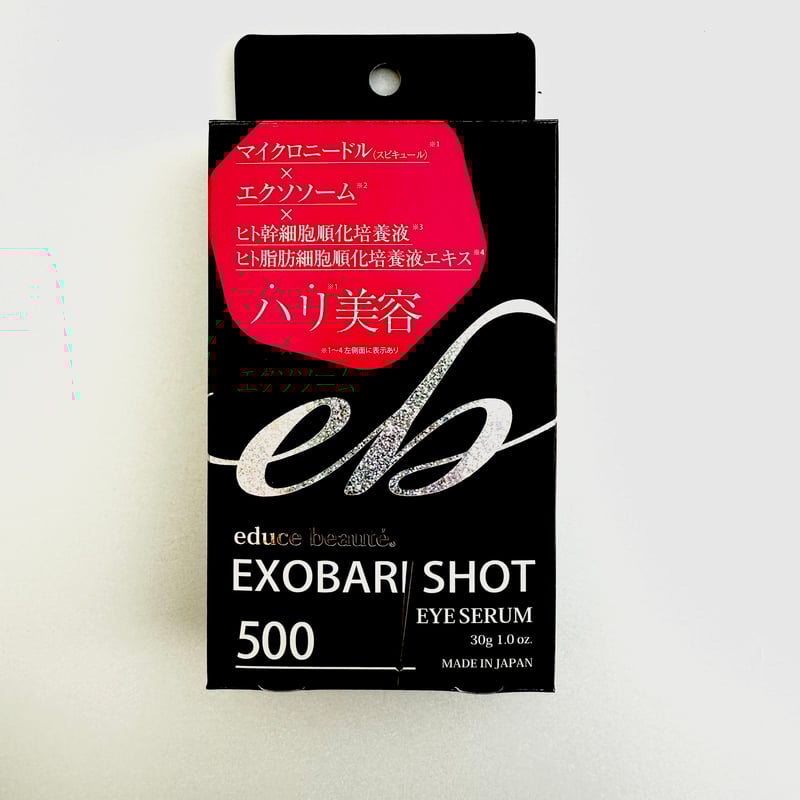 マイクロニードル(スピキュール)※1
×
エクソソーム※2
×
ヒト幹細胞順化培養液※3
ヒト脂肪細胞順化培養液エキス※4
ハリ美容※1
※1～4 左側面に表示あり
eb
educe beauté®
EXOBARI SHOT
EYE SERUM
500
30g 1.0 oz.
MADE IN JAPAN